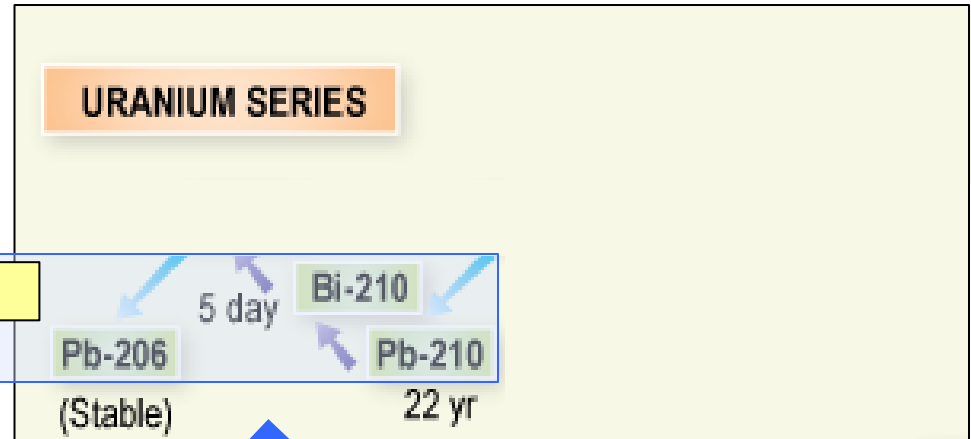 URANIUM SERIES
Bi-210
5 day
Pb-206
Pb-210
(Stable)
22 yr